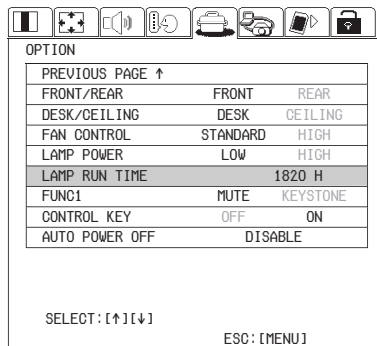 OPTION
PREVIOUS PAGE ↑
FRONT/REAR FRONT REAR
DESK/CEILING DESK CEILING
FAN CONTROL STANDARD HIGH
LAMP POWER LOW HIGH
LAMP RUN TIME 1820 H
FUNC1 MUTE KEYSTONE
CONTROL KEY OFF ON
AUTO POWER OFF DISABLE
SELECT:[↑][↓]
ESC:[MENU]